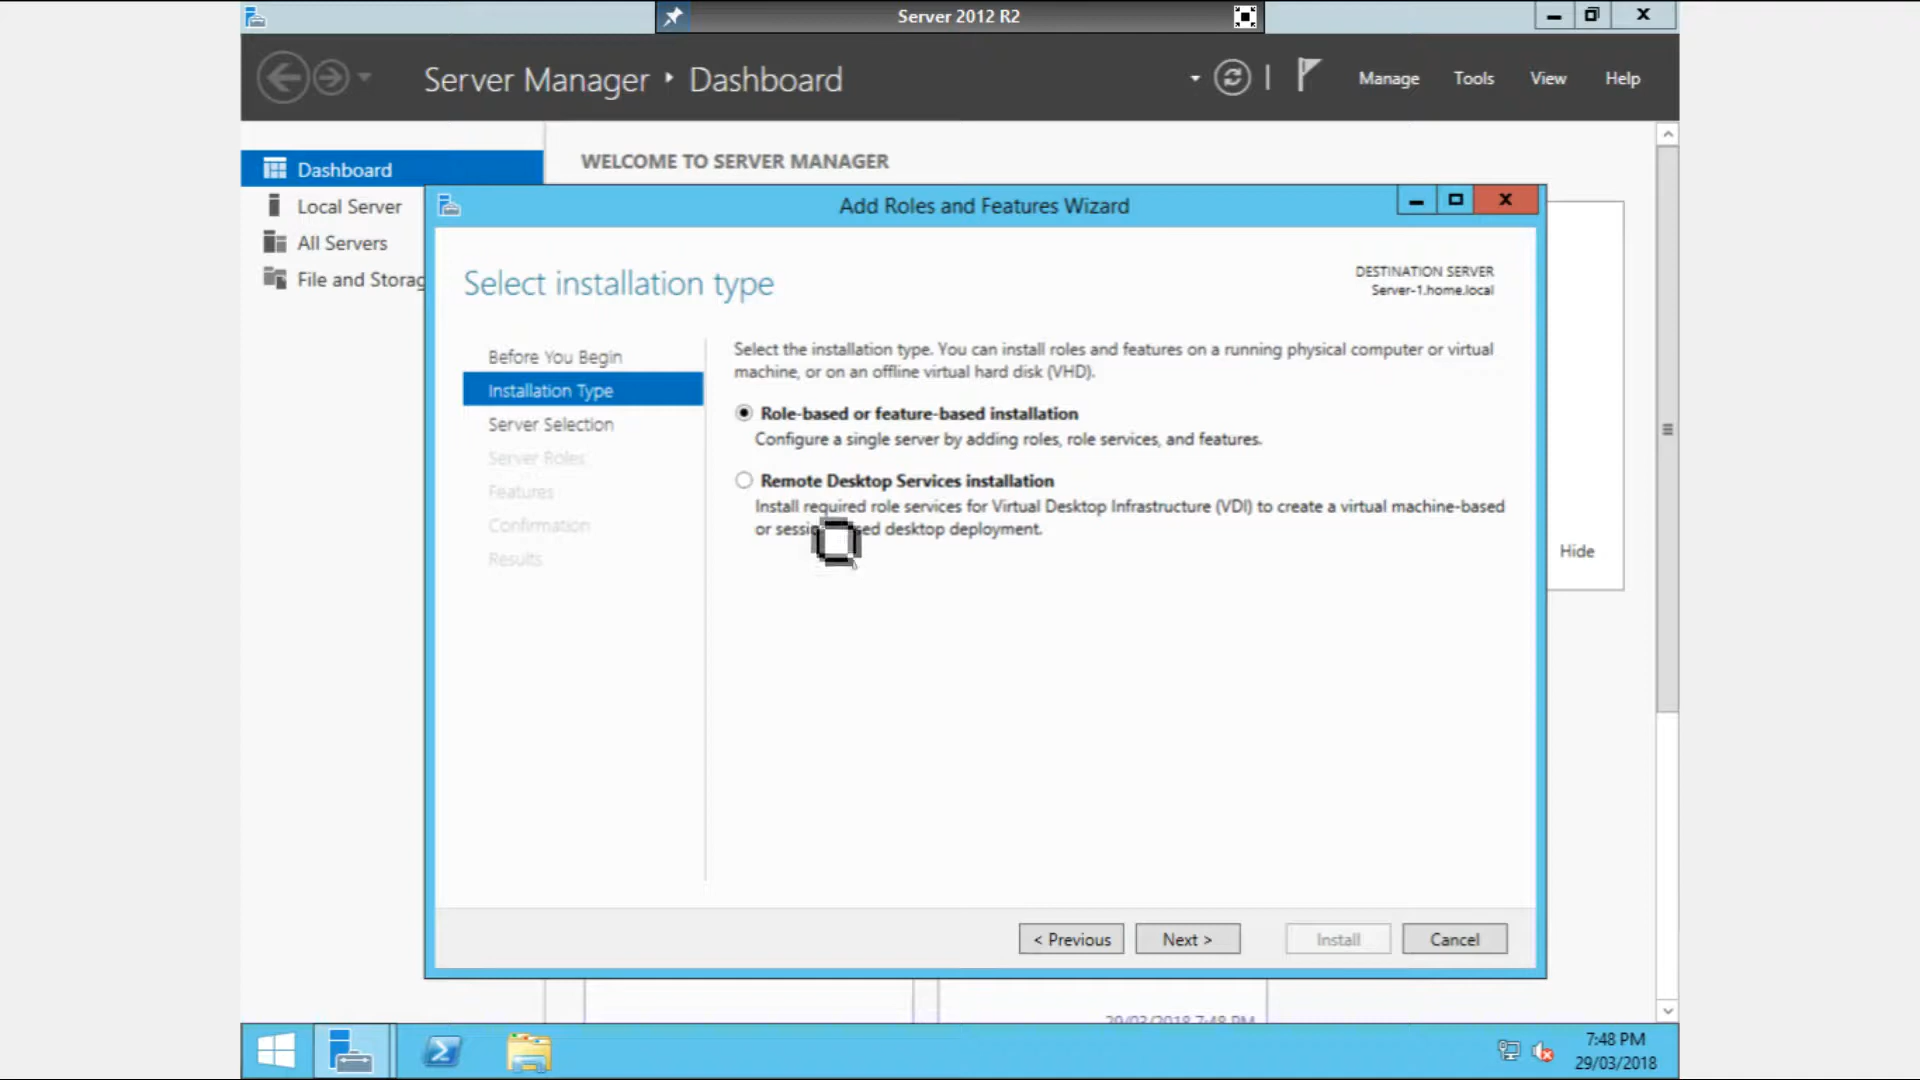 Server 2012 R2
Server Manager ‣ Dashboard
Manage Tools View Help
WELCOME TO SERVER MANAGER
Dashboard
Local Server
All Servers
File and Storag
Add Roles and Features Wizard
Select installation type
DESTINATION SERVER
Server-1.home.local
Before You Begin
Installation Type
Server Selection
Server Roles
Features
Confirmation
Results
Select the installation type. You can install roles and features on a running physical computer or virtual
machine, or on an offline virtual hard disk (VHD).
Role-based or feature-based installation
Configure a single server by adding roles, role services, and features.
Remote Desktop Services installation
Install required role services for Virtual Desktop Infrastructure (VDI) to create a virtual machine-based
or desktop deployment.
Hide
< Previous
Next >
Install
Cancel
29/03/2018 7:48 PM
7:48 PM
29/03/2018